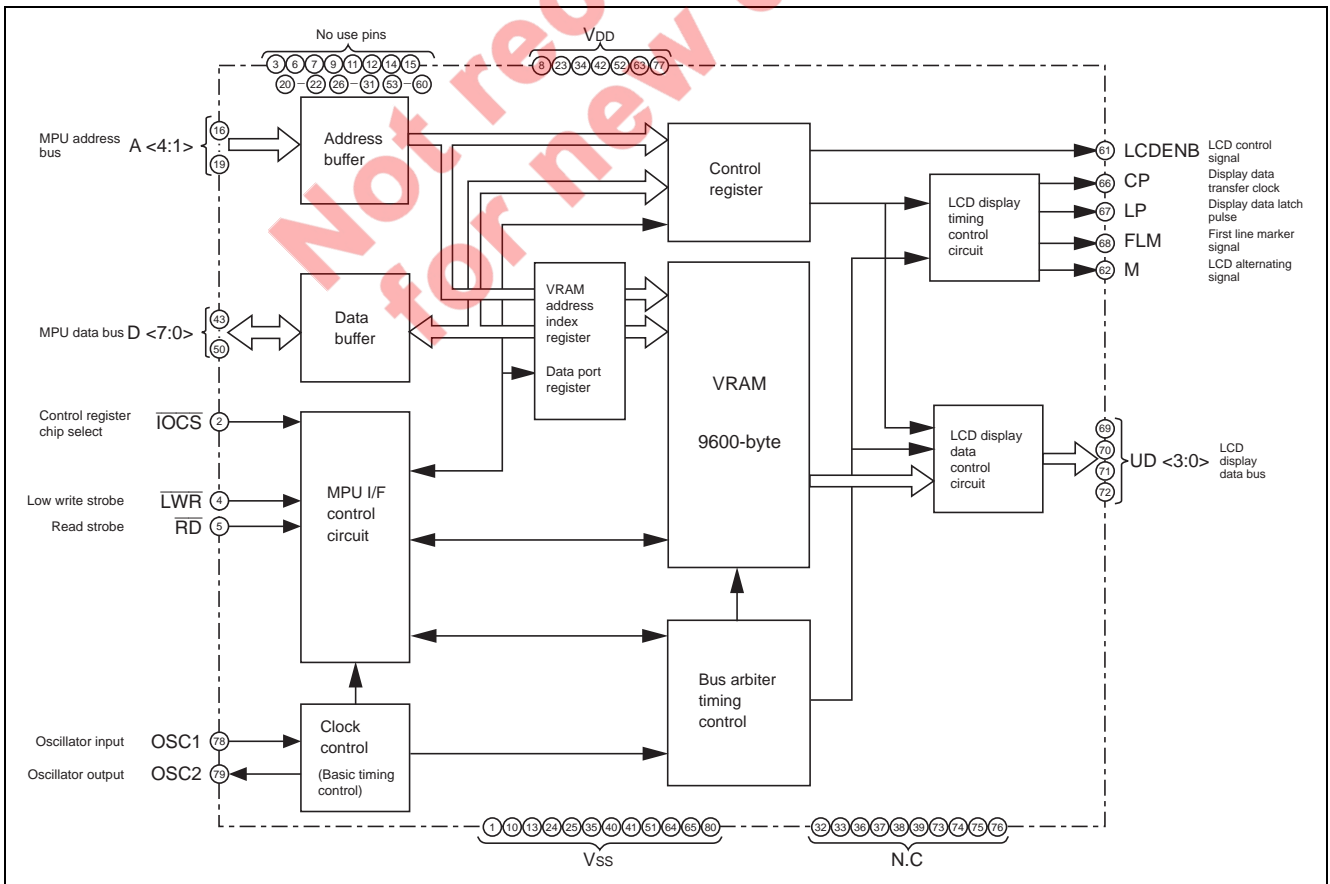 No use pins
3 6 7 9 11 12 14 15
20 – 22 26 – 31 53 – 60
VDD
8 23 34 42 52 63 77
Not rec
for new
MPU address
bus
A <4:1>
16
19
Address
buffer
Control
register
61 LCDENB
LCD control
signal
66 CP
Display data
transfer clock
67 LP
Display data latch
pulse
68 FLM
First line marker
signal
62 M
LCD alternating
signal
LCD display
timing
control
circuit
MPU data bus D <7:0>
43
50
Data
buffer
VRAM
address
index
register
Data port
register
VRAM
9600-byte
Control register
chip select
IOCS 2
Low write strobe LWR 4
Read strobe RD 5
MPU I/F
control
circuit
LCD display
data
control
circuit
69
70
71
72
UD <3:0>
LCD
display
data bus
Bus arbiter
timing
control
Oscillator input OSC1 78
Oscillator output OSC2 79
Clock
control
(Basic timing
control)
1 10 13 24 25 35 40 41 51 64 65 80
VSS
32 33 36 37 38 39 73 74 75 76
N.C